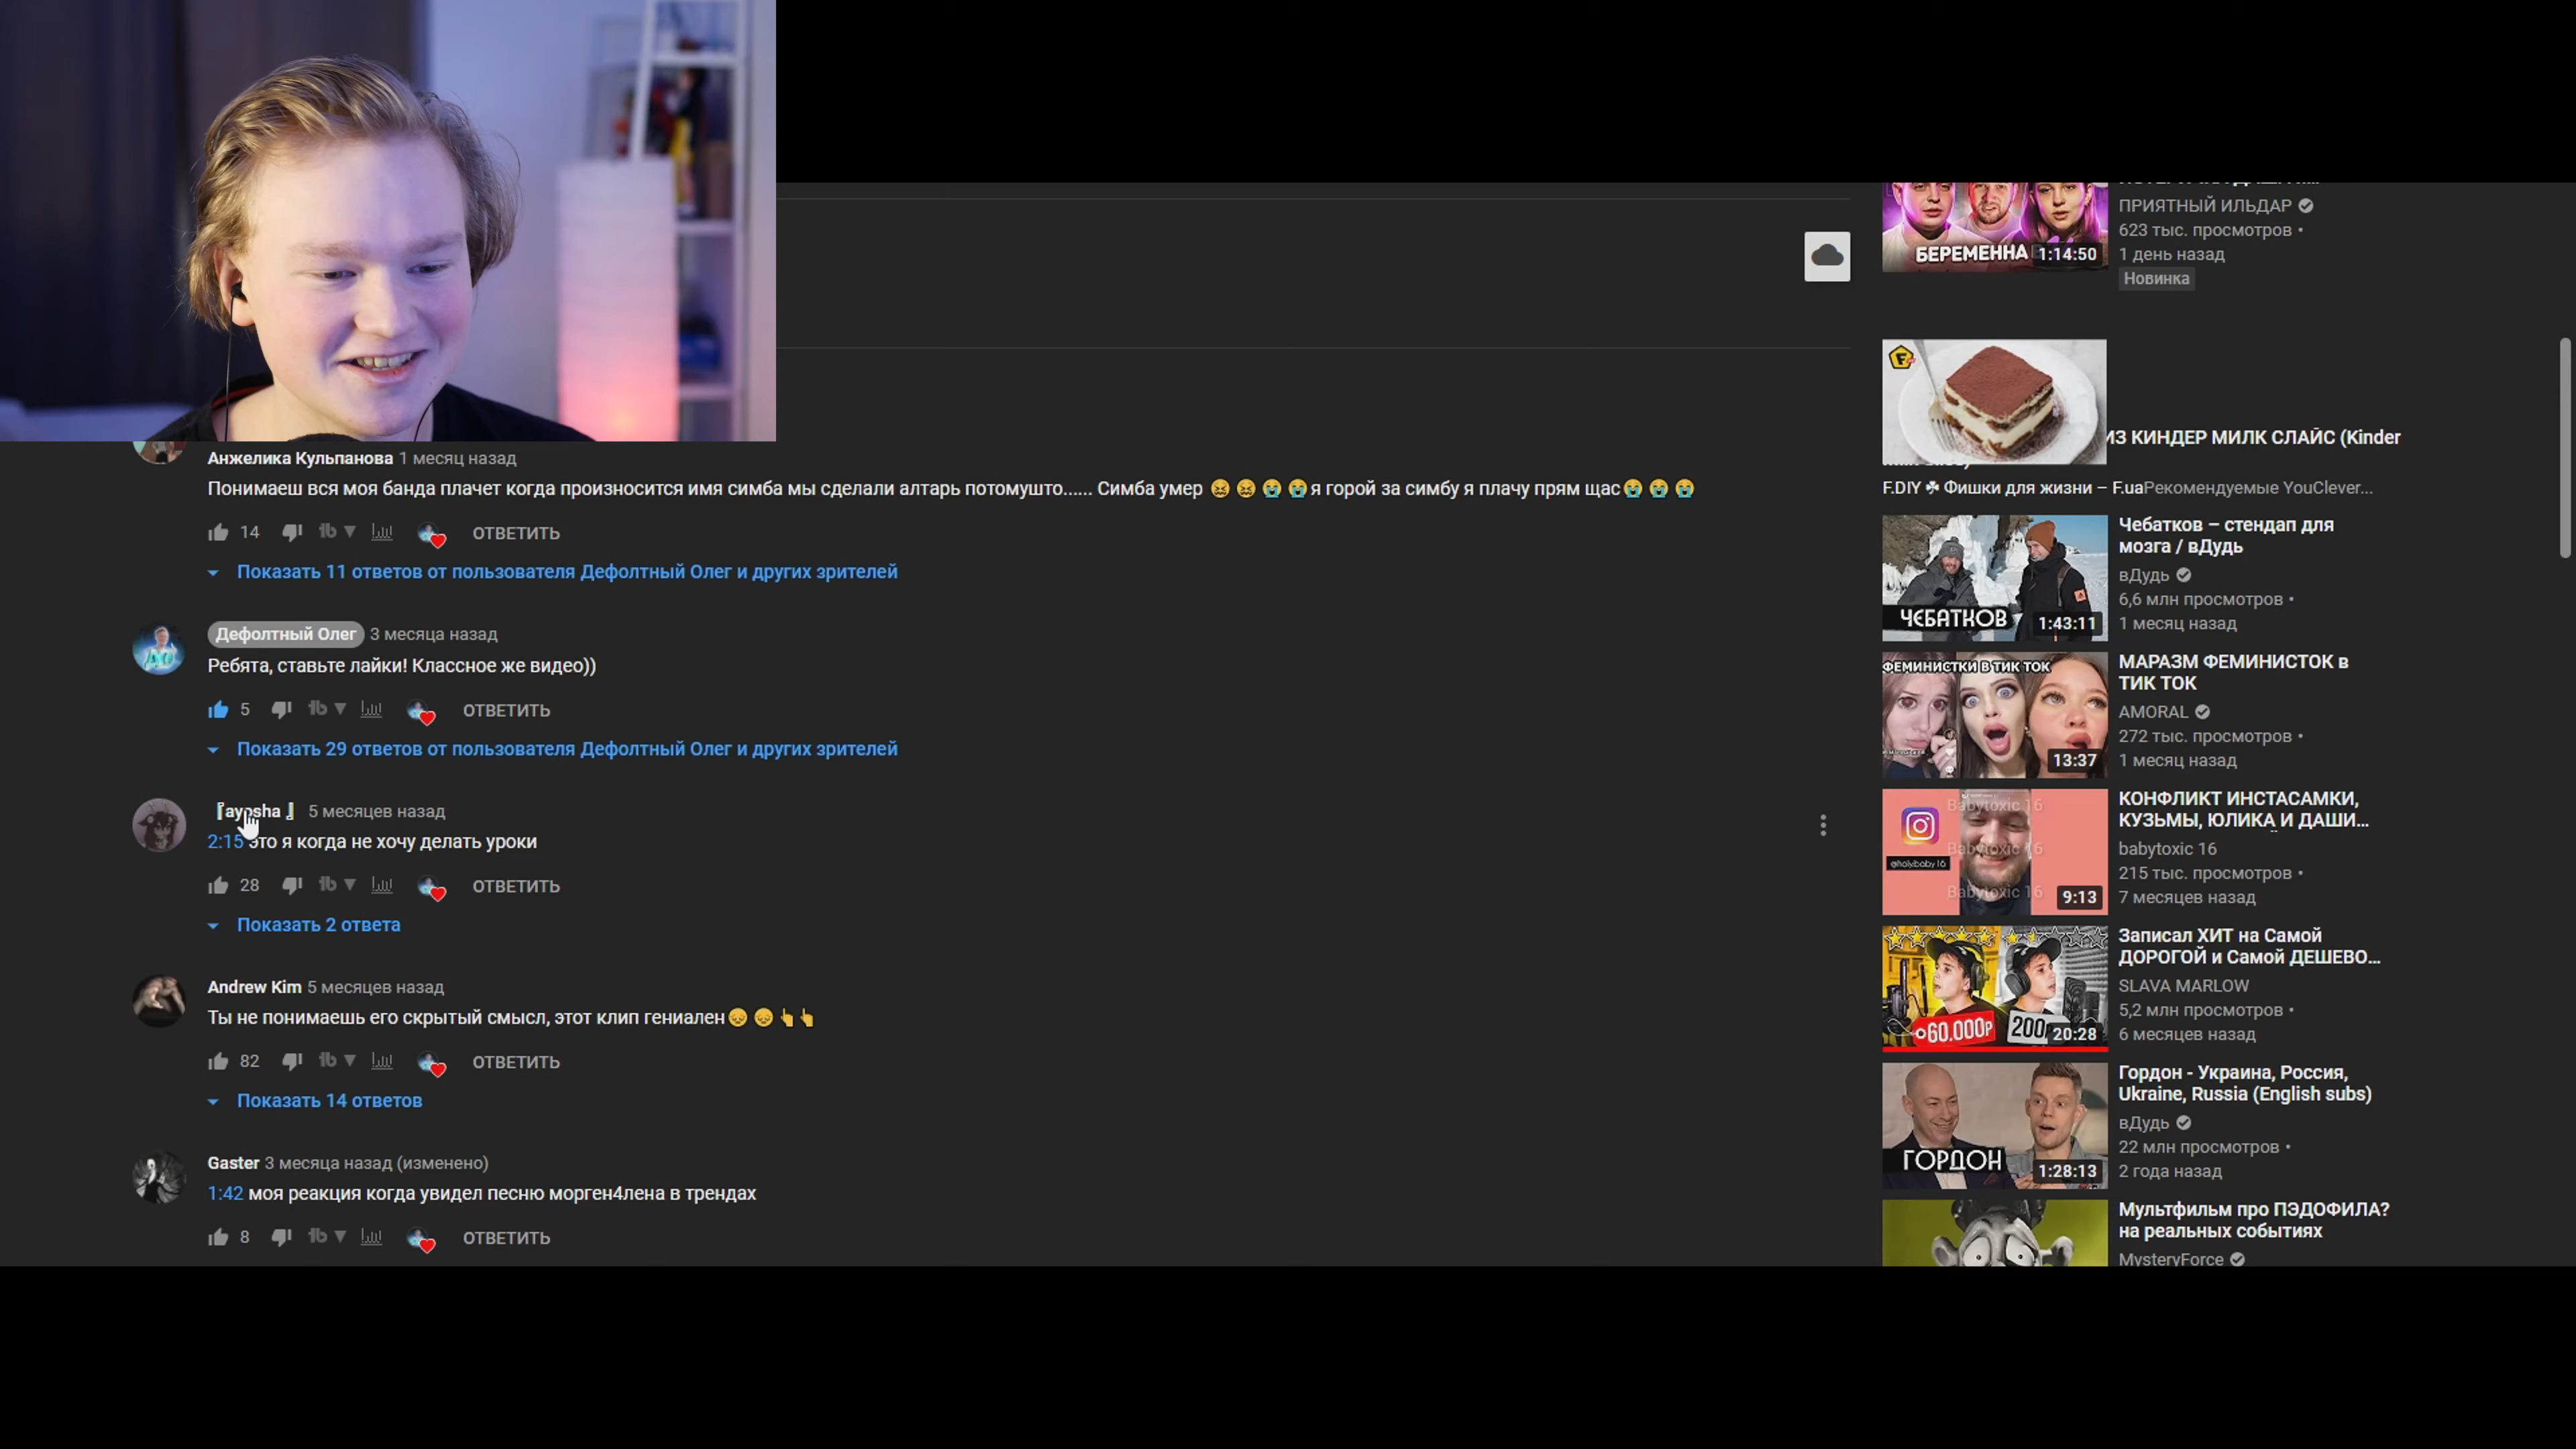 Анжелика Кульпанова 1 месяц назад
Понимаеш вся моя банда плачет когда произносится имя симба мы сделали алтарь потомушто...... Симба умер 😖😖😭😭я горой за симбу я плачу прям щас😭😭😭
14 ОТВЕТИТЬ
Показать 11 ответов от пользователя Дефолтный Олег и других зрителей
Дефолтный Олег 3 месяца назад
Ребята, ставьте лайки! Классное же видео))
5 ОТВЕТИТЬ
Показать 29 ответов от пользователя Дефолтный Олег и других зрителей
5 месяцев назад
2:15 это я когда не хочу делать уроки
28 ОТВЕТИТЬ
Показать 2 ответа
Andrew Kim 5 месяцев назад
Ты не понимаешь его скрытый смысл, этот клип гениален😞😞👆👆
82 ОТВЕТИТЬ
Показать 14 ответов
Gaster 3 месяца назад (изменено)
1:42 моя реакция когда увидел песню морген4лена в трендах
8 ОТВЕТИТЬ
БЕРЕМЕННА 1:14:50
ПРИЯТНЫЙ ИЛЬДАР
623 тыс. просмотров •
1 день назад
Новинка
ИЗ КИНДЕР МИЛК СЛАЙС (Kinder
F.DIY ☘ Фишки для жизни – F.uaРекомендуемые YouClever...
ЧЕБАТКОВ 1:43:11
Чебатков – стендап для
мозга / вДудь
вДудь
6,6 млн просмотров •
1 месяц назад
ФЕМИНИСТКИ В ТИК ТОК
13:37
МАРАЗМ ФЕМИНИСТОК в
ТИК ТОК
AMORAL
272 тыс. просмотров •
1 месяц назад
Babytoxic 16
@holybaby16
Babytoxic 16
Babytoxic 16
9:13
КОНФЛИКТ ИНСТАСАМКИ,
КУЗЬМЫ, ЮЛИКА И ДАШИ...
babytoxic 16
215 тыс. просмотров •
7 месяцев назад
60.000р 200 20:28
Записал ХИТ на Самой
ДОРОГОЙ и Самой ДЕШЕВО...
SLAVA MARLOW
5,2 млн просмотров •
6 месяцев назад
ГОРДОН 1:28:13
Гордон - Украина, Россия,
Ukraine, Russia (English subs)
вДудь
22 млн просмотров •
2 года назад
Мультфильм про ПЭДОФИЛА?
на реальных событиях
MysteryForce